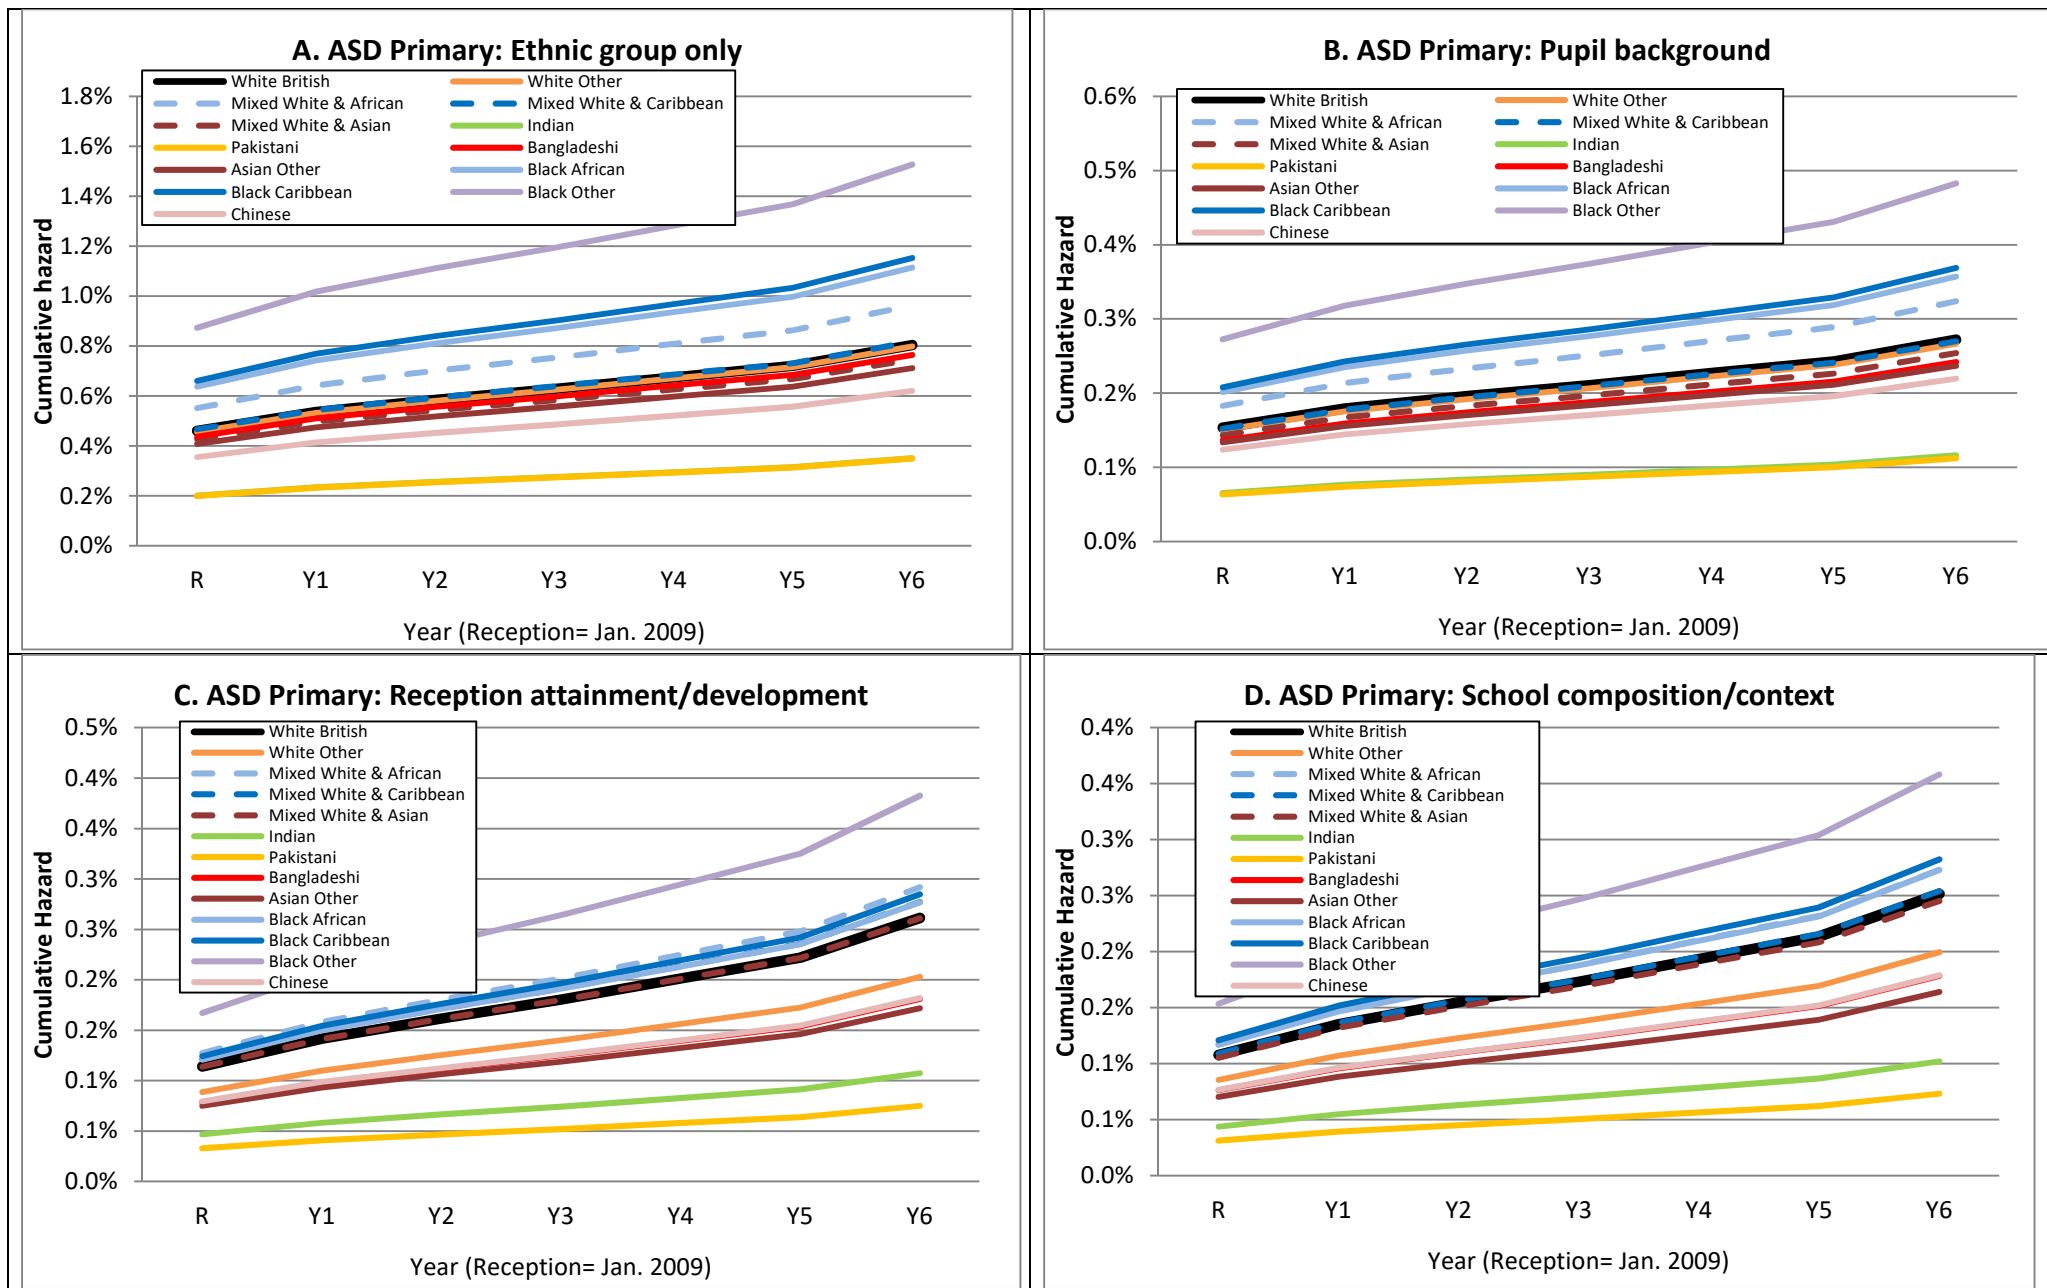 A. ASD Primary: Ethnic group only
White British White Other
Mixed White & African Mixed White & Caribbean
Mixed White & Asian Indian
Pakistani Bangladeshi
Asian Other Black African
Black Caribbean Black Other
Chinese
Cumulative hazard
1.8%
1.6%
1.4%
1.2%
1.0%
0.8%
0.6%
0.4%
0.2%
0.0%
R Y1 Y2 Y3 Y4 Y5 Y6
Year (Reception= Jan. 2009)
B. ASD Primary: Pupil background
White British White Other
Mixed White & African Mixed White & Caribbean
Mixed White & Asian Indian
Pakistani Bangladeshi
Asian Other Black African
Black Caribbean Black Other
Chinese
Cumulative Hazard
0.6%
0.5%
0.4%
0.3%
0.2%
0.1%
0.0%
R Y1 Y2 Y3 Y4 Y5 Y6
Year (Reception= Jan. 2009)
C. ASD Primary: Reception attainment/development
White British
White Other
Mixed White & African
Mixed White & Caribbean
Mixed White & Asian
Indian
Pakistani
Bangladeshi
Asian Other
Black African
Black Caribbean
Black Other
Chinese
Cumulative Hazard
0.5%
0.4%
0.4%
0.3%
0.3%
0.2%
0.2%
0.1%
0.1%
0.0%
R Y1 Y2 Y3 Y4 Y5 Y6
Year (Reception= Jan. 2009)
D. ASD Primary: School composition/context
White British
White Other
Mixed White & African
Mixed White & Caribbean
Mixed White & Asian
Indian
Pakistani
Bangladeshi
Asian Other
Black African
Black Caribbean
Black Other
Chinese
Cumulative Hazard
0.4%
0.4%
0.3%
0.3%
0.2%
0.2%
0.1%
0.1%
0.0%
R Y1 Y2 Y3 Y4 Y5 Y6
Year (Reception= Jan. 2009)